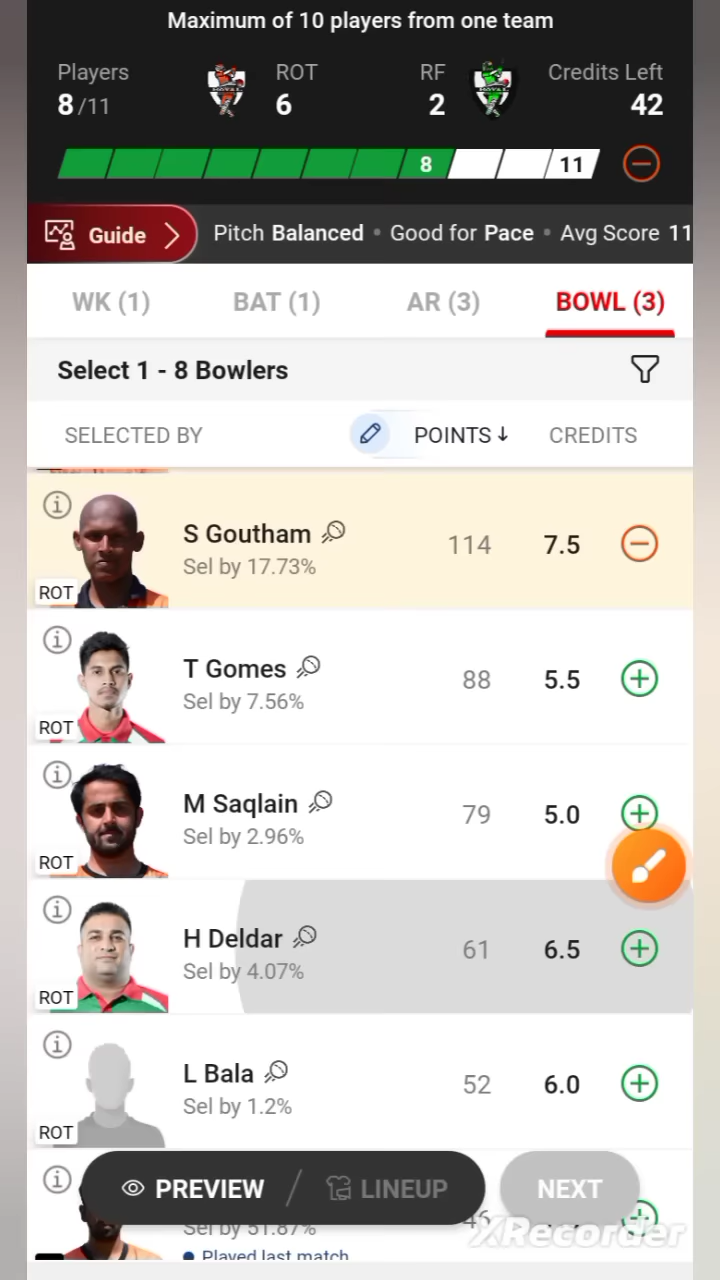 Maximum of 10 players from one team
Players ROT RF Credits Left
8/11 6 2 42
8 11
Guide Pitch Balanced • Good for Pace • Avg Score 11
WK (1) BAT (1) AR (3) BOWL (3)
Select 1 - 8 Bowlers
SELECTED BY POINTS↓ CREDITS
S Goutham 114 7.5
Sel by 17.73%
ROT
T Gomes 88 5.5
Sel by 7.56%
ROT
M Saqlain 79 5.0
Sel by 2.96%
ROT
H Deldar 61 6.5
Sel by 4.07%
ROT
L Bala 52 6.0
Sel by 1.2%
ROT
PREVIEW / LINEUP NEXT
Sel by 51.87% 46
XRecorder
Played last match